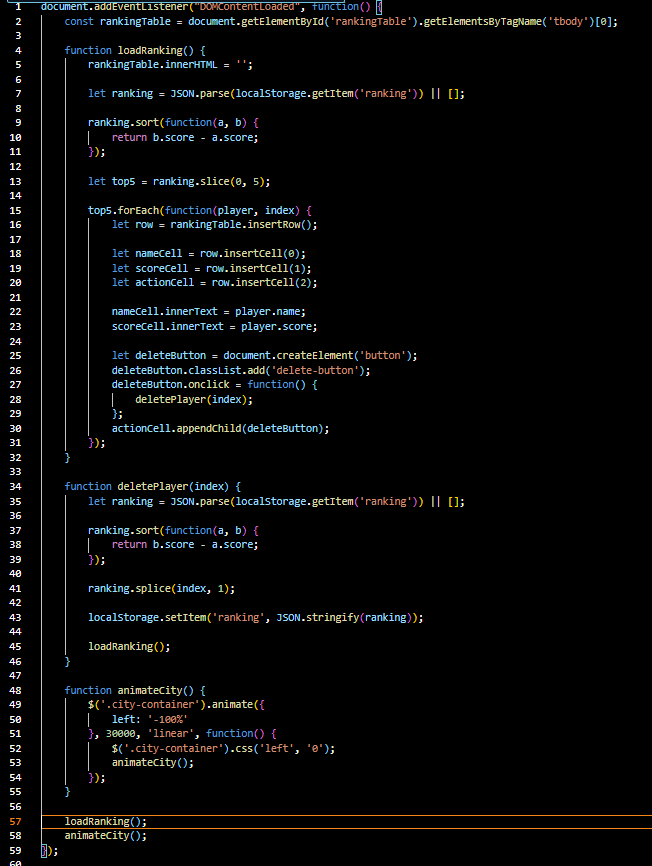 1 document.addEventListener("DOMContentLoaded", function() {
2 const rankingTable = document.getElementById('rankingTable').getElementsByTagName('tbody')[0];
3
4 function loadRanking() {
5 rankingTable.innerHTML = '';
6
7 let ranking = JSON.parse(localStorage.getItem('ranking')) || [];
8
9 ranking.sort(function(a, b) {
10 return b.score - a.score;
11 });
12
13 let top5 = ranking.slice(0, 5);
14
15 top5.forEach(function(player, index) {
16 let row = rankingTable.insertRow();
17
18 let nameCell = row.insertCell(0);
19 let scoreCell = row.insertCell(1);
20 let actionCell = row.insertCell(2);
21
22 nameCell.innerText = player.name;
23 scoreCell.innerText = player.score;
24
25 let deleteButton = document.createElement('button');
26 deleteButton.classList.add('delete-button');
27 deleteButton.onclick = function() {
28 deletePlayer(index);
29 };
30 actionCell.appendChild(deleteButton);
31 });
32 }
33
34 function deletePlayer(index) {
35 let ranking = JSON.parse(localStorage.getItem('ranking')) || [];
36
37 ranking.sort(function(a, b) {
38 return b.score - a.score;
39 });
40
41 ranking.splice(index, 1);
42
43 localStorage.setItem('ranking', JSON.stringify(ranking));
44
45 loadRanking();
46 }
47
48 function animateCity() {
49 $('.city-container').animate({
50 left: '-100%'
51 }, 30000, 'linear', function() {
52 $('.city-container').css('left', '0');
53 animateCity();
54 });
55 }
56
57 loadRanking();
58 animateCity();
59 });
60